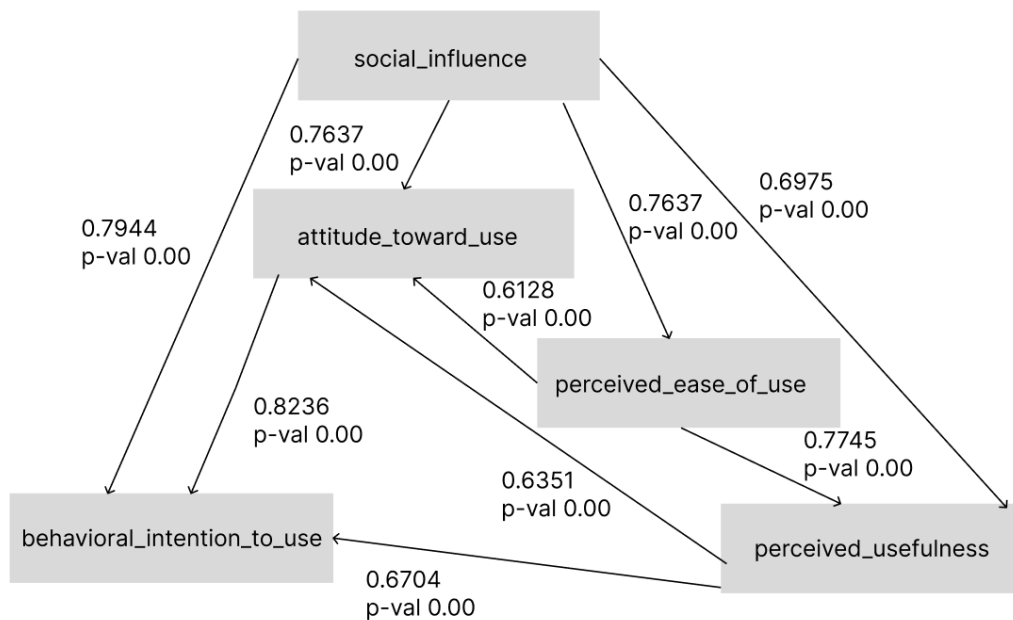 social_influence
0.7637
p-val 0.00
0.6975
p-val 0.00
0.7637
p-val 0.00
0.7944
p-val 0.00
attitude_toward_use
0.6128
p-val 0.00
perceived_ease_of_use
0.8236
p-val 0.00
0.7745
p-val 0.00
0.6351
p-val 0.00
behavioral_intention_to_use
perceived_usefulness
0.6704
p-val 0.00